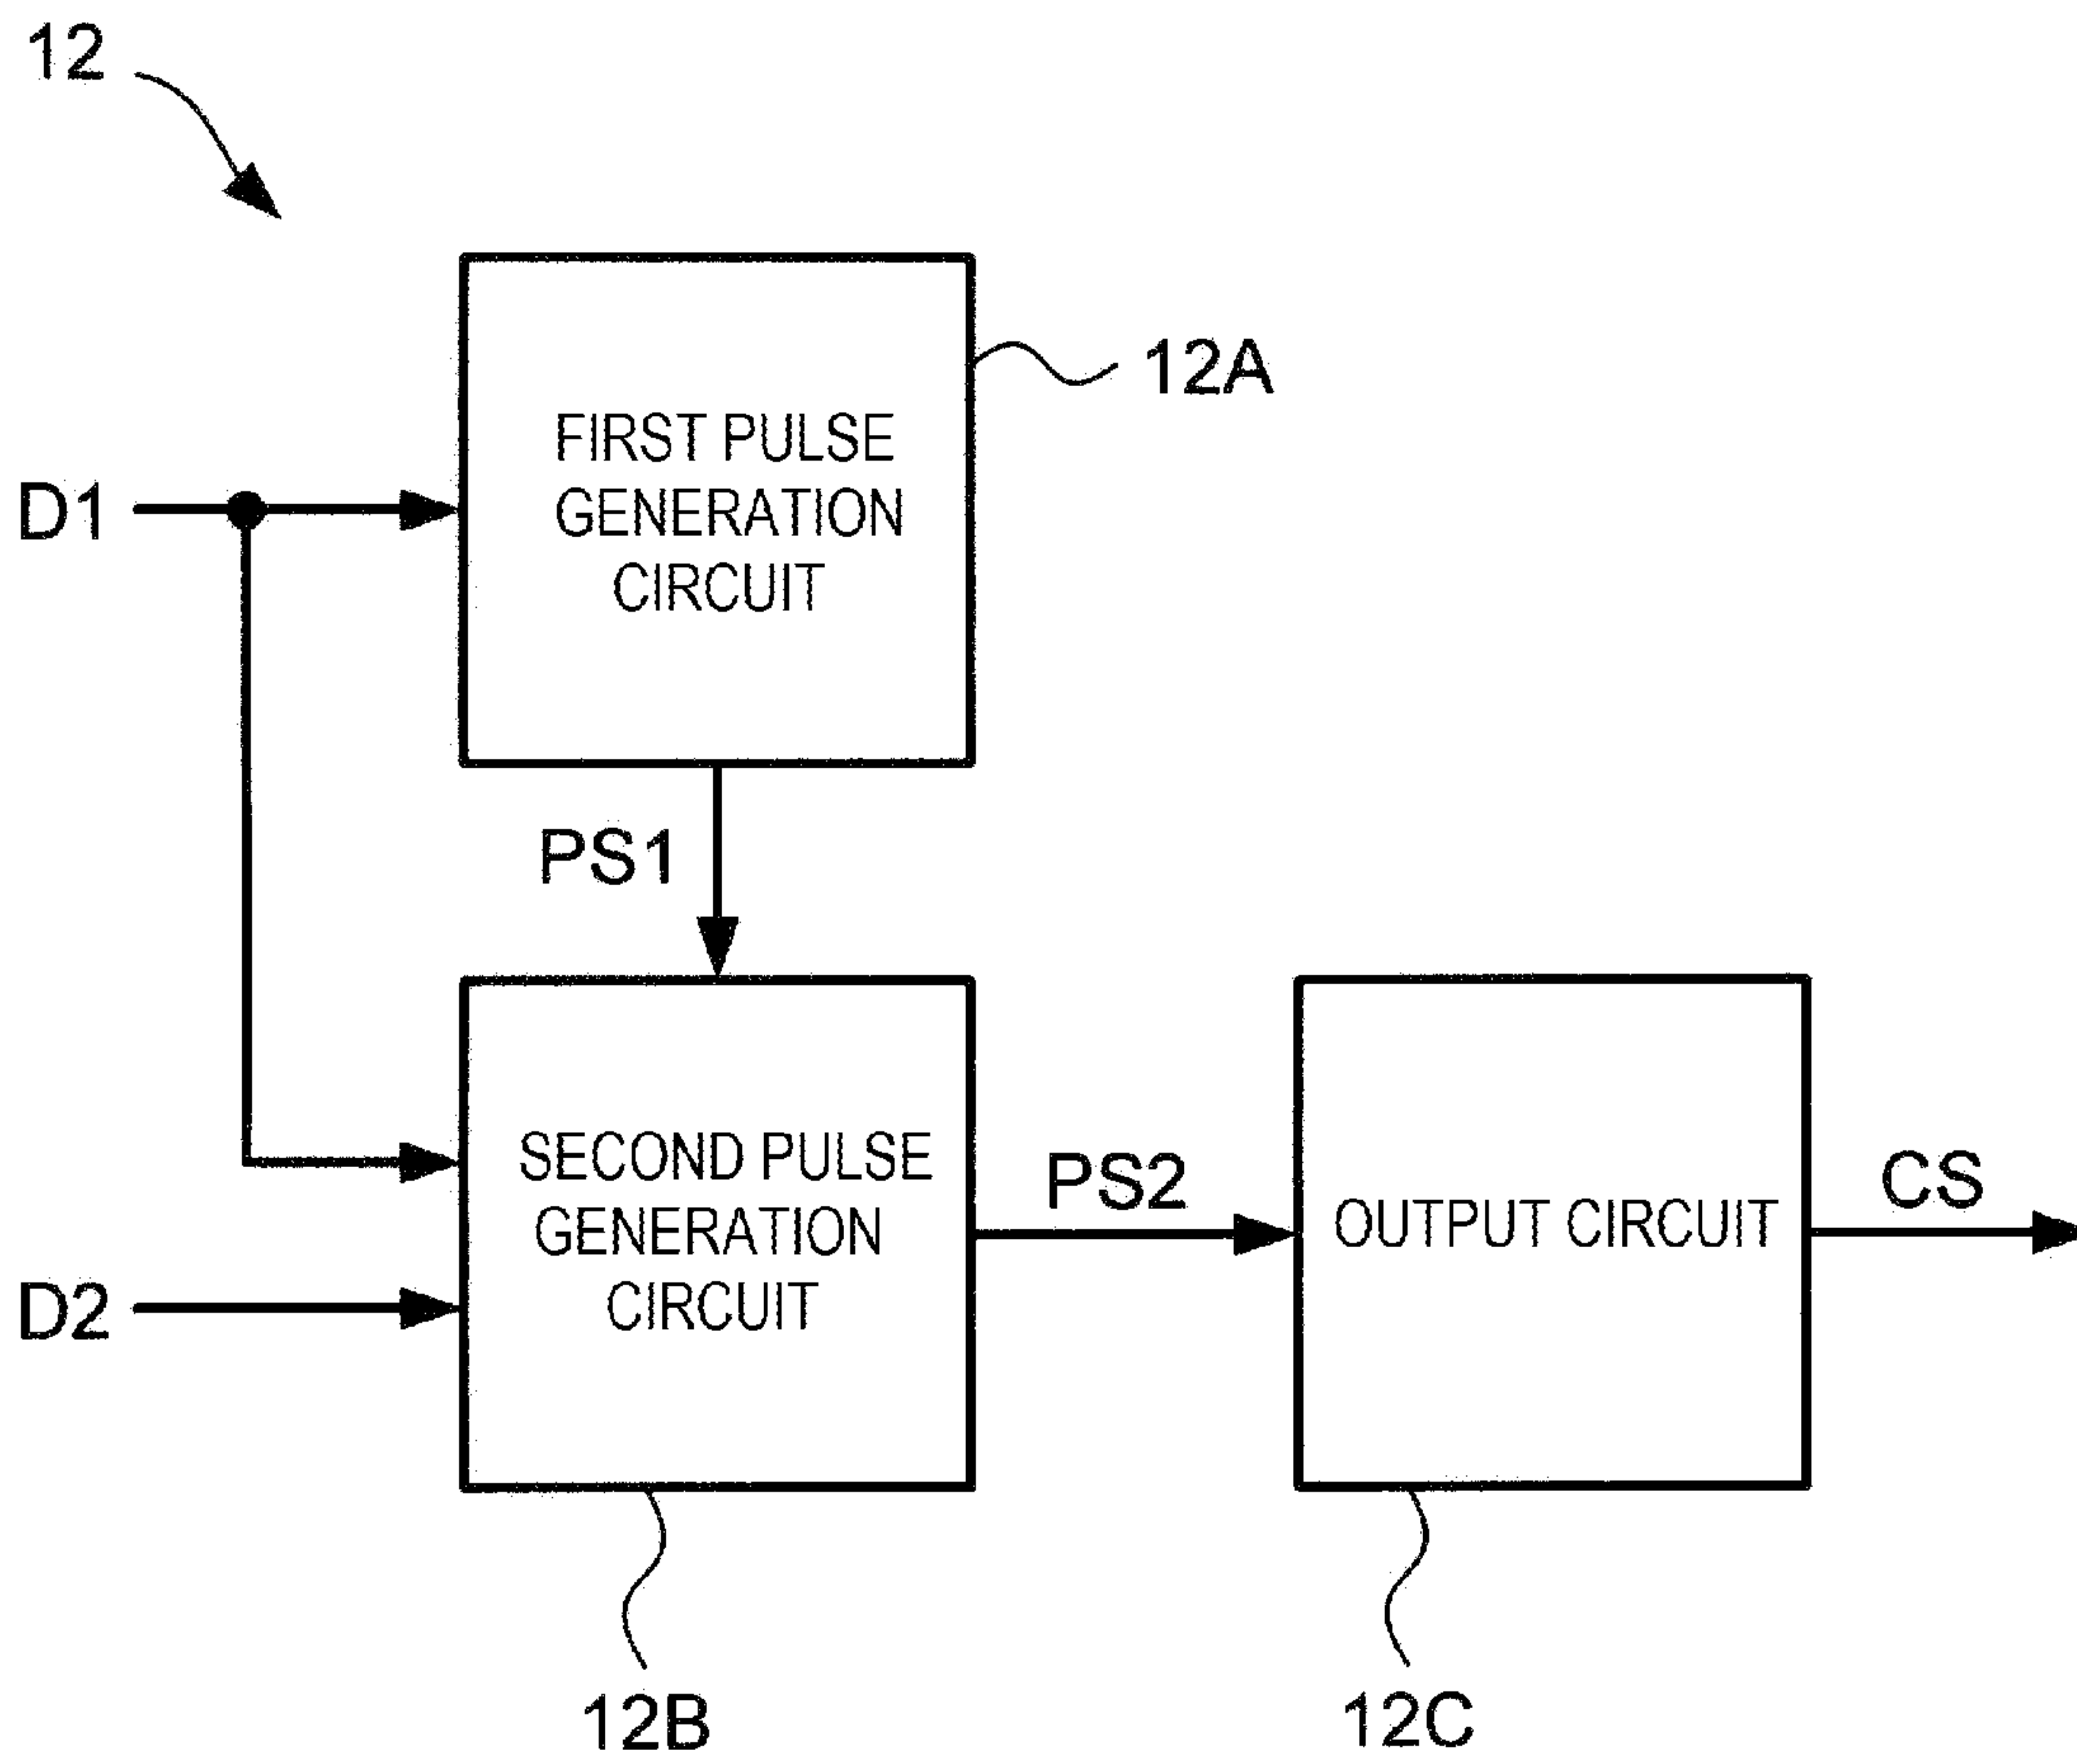 12
12A
FIRST PULSE
GENERATION
CIRCUIT
D1
PS1
SECOND PULSE
GENERATION
CIRCUIT
PS2
OUTPUT CIRCUIT
CS
D2
12B
12C